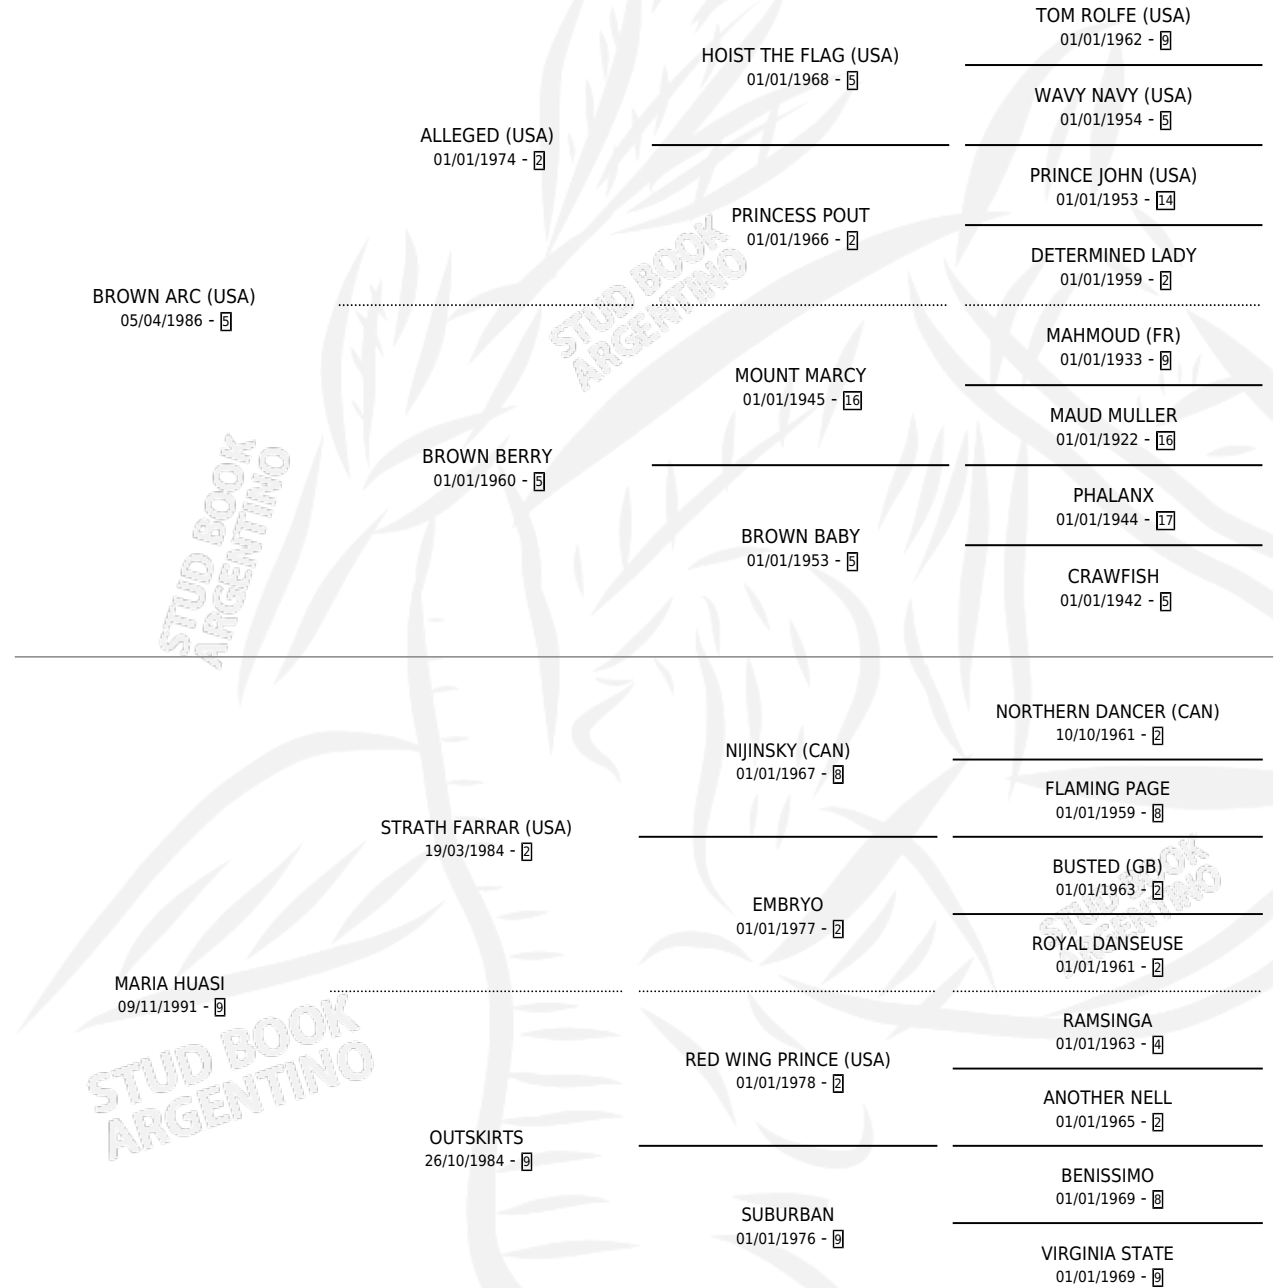 TOM ROLFE (USA)
01/01/1962 - 9
HOIST THE FLAG (USA)
01/01/1968 - 5
WAVY NAVY (USA)
01/01/1954 - 5
ALLEGED (USA)
01/01/1974 - 2
PRINCE JOHN (USA)
01/01/1953 - 14
PRINCESS POUT
01/01/1966 - 2
DETERMINED LADY
01/01/1959 - 2
BROWN ARC (USA)
05/04/1986 - 5
MAHMOUD (FR)
01/01/1933 - 9
MOUNT MARCY
01/01/1945 - 16
MAUD MULLER
01/01/1922 - 16
BROWN BERRY
01/01/1960 - 5
PHALANX
01/01/1944 - 17
BROWN BABY
01/01/1953 - 5
CRAWFISH
01/01/1942 - 5
NORTHERN DANCER (CAN)
10/10/1961 - 2
NIJINSKY (CAN)
01/01/1967 - 8
FLAMING PAGE
01/01/1959 - 8
STRATH FARRAR (USA)
19/03/1984 - 2
BUSTED (GB)
01/01/1963 - 2
EMBRYO
01/01/1977 - 2
ROYAL DANSEUSE
01/01/1961 - 2
MARIA HUASI
09/11/1991 - 9
RAMSINGA
01/01/1963 - 4
RED WING PRINCE (USA)
01/01/1978 - 2
ANOTHER NELL
01/01/1965 - 2
OUTSKIRTS
26/10/1984 - 9
BENISSIMO
01/01/1969 - 8
SUBURBAN
01/01/1976 - 9
VIRGINIA STATE
01/01/1969 - 9
STUD BOOK
ARGENTINO
STUD BOOK
ARGENTINO
STUD BOOK
ARGENTINO
STUD BOOK
ARGENTINO